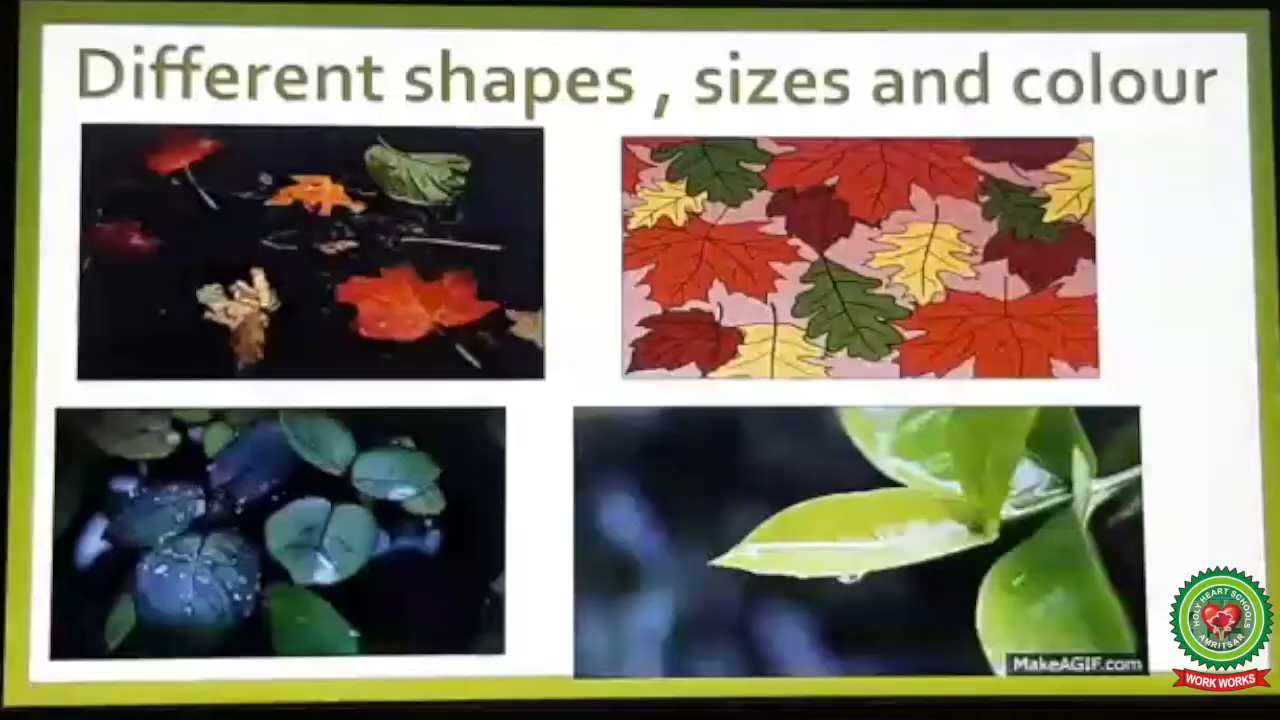 Different shapes , sizes and colour
MakeAGIF.com
HOLY HEART SCHOOLS
AMRITSAR
WORK WORKS